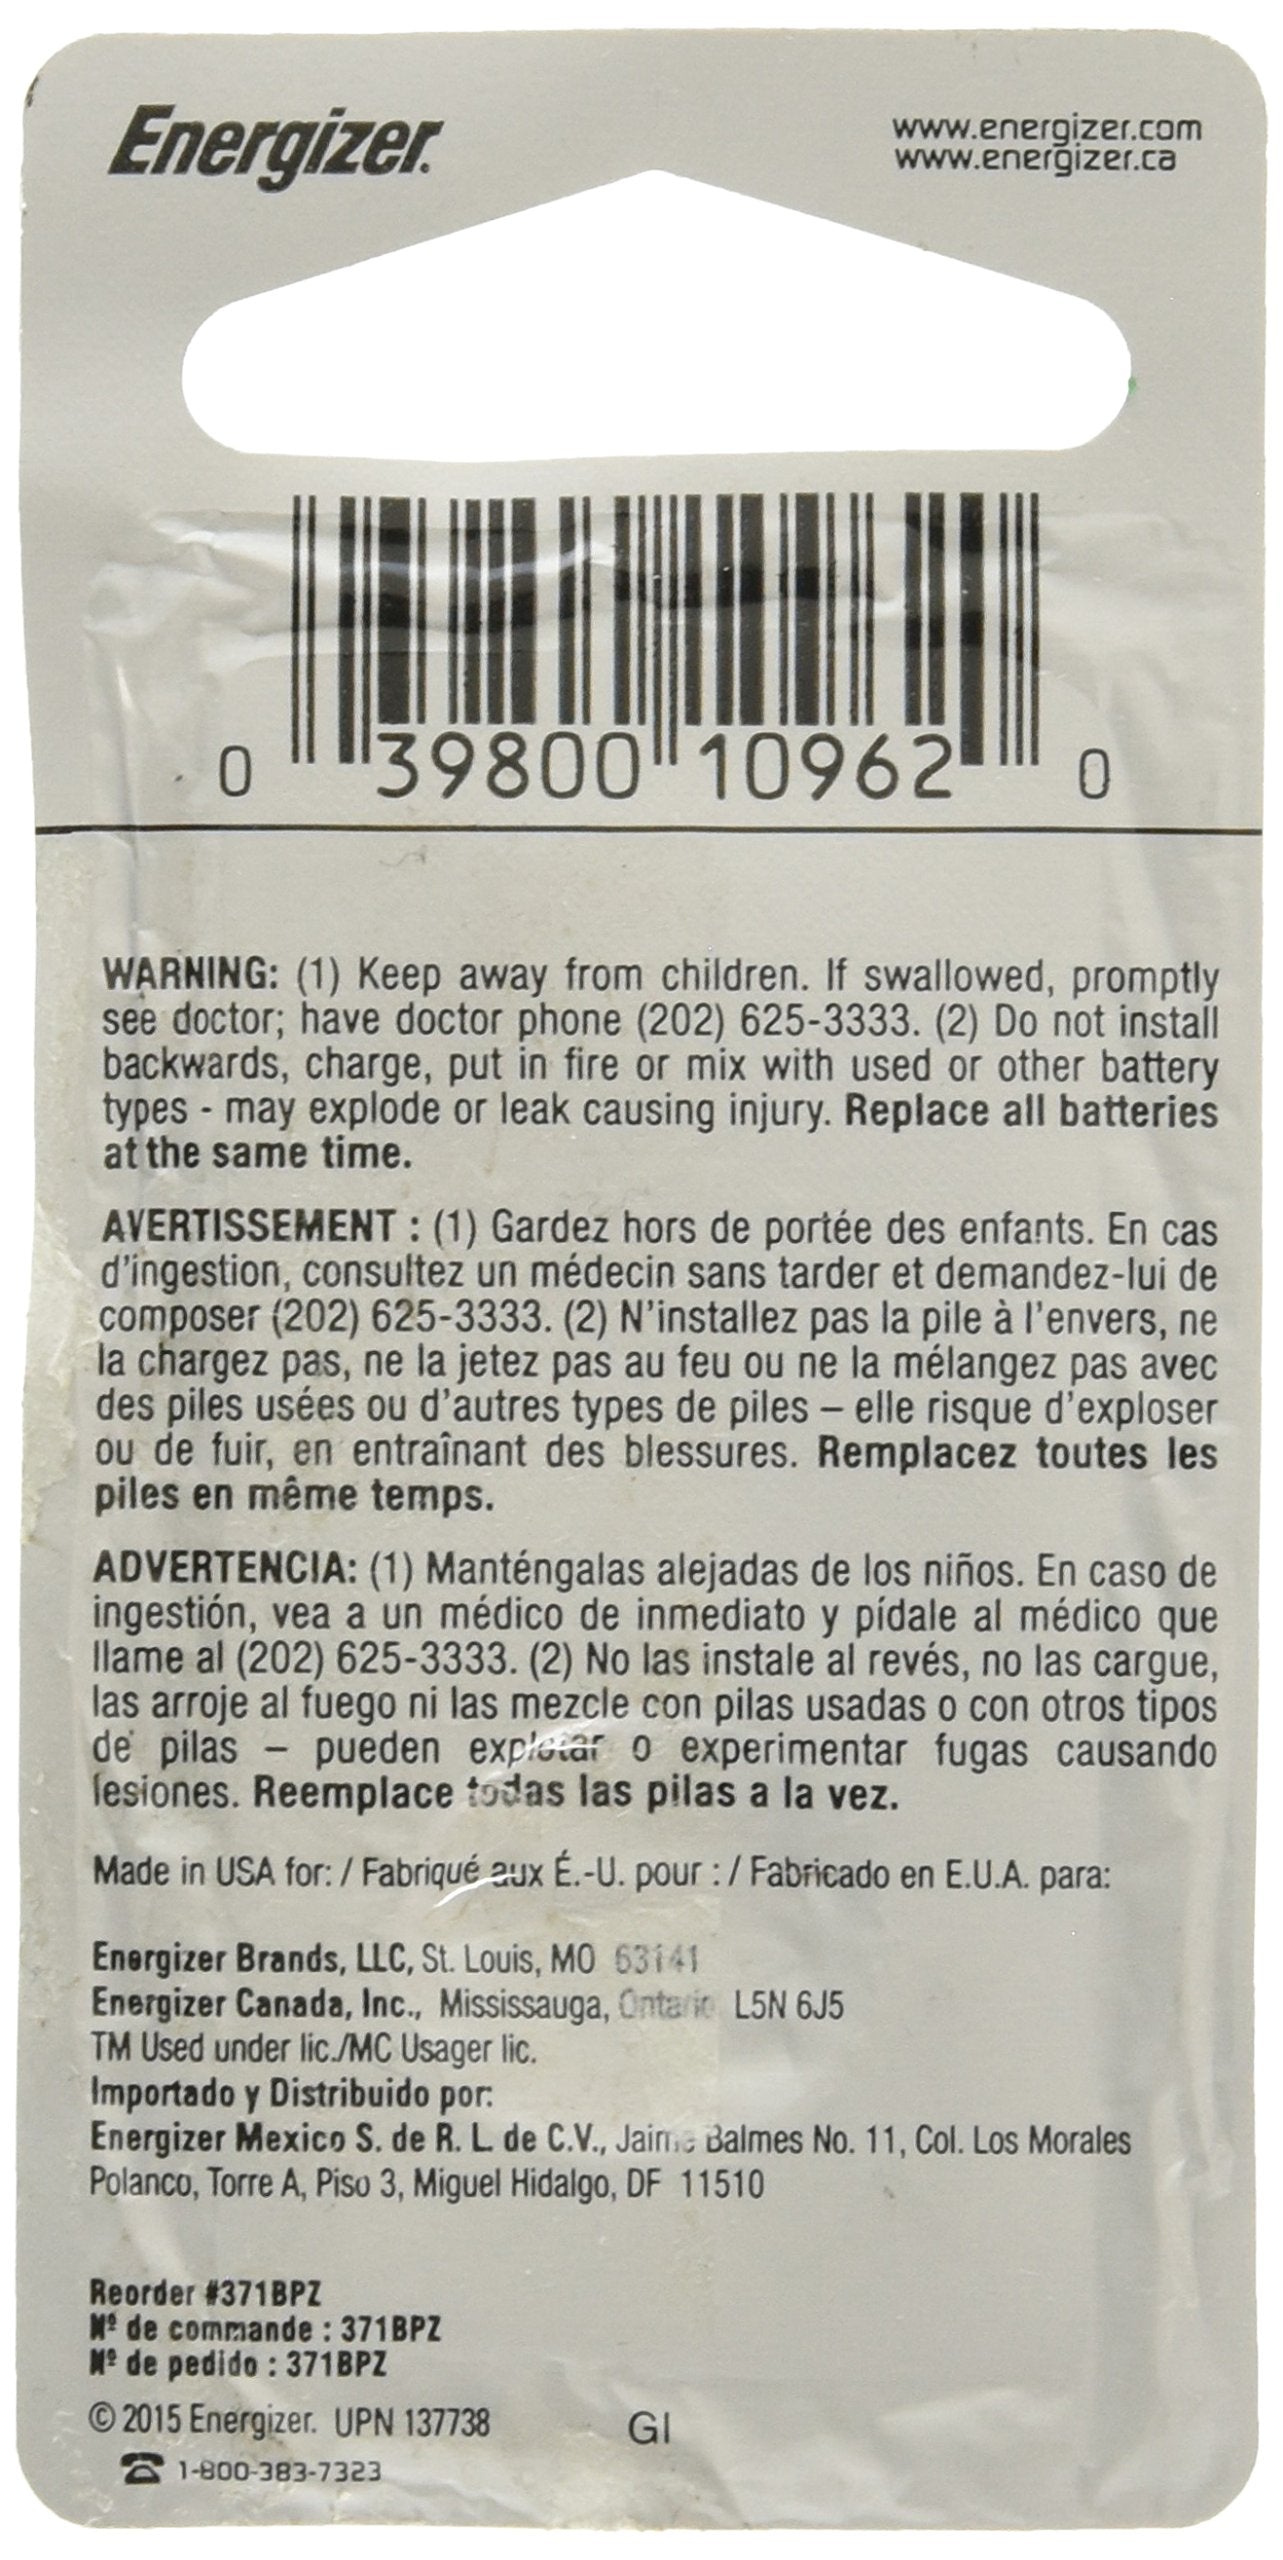 Energizer.
www.energizer.com
www.energizer.ca
0 39800 10962 0
WARNING: (1) Keep away from children. If swallowed, promptly
see doctor; have doctor phone (202) 625-3333. (2) Do not install
backwards, charge, put in fire or mix with used or other battery
types - may explode or leak causing injury. Replace all batteries
at the same time.
AVERTISSEMENT : (1) Gardez hors de portée des enfants. En cas
d'ingestion, consultez un médecin sans tarder et demandez-lui de
composer (202) 625-3333. (2) N'installez pas la pile à l'envers, ne
la chargez pas, ne la jetez pas au feu ou ne la mélangez pas avec
des piles usées ou d'autres types de piles – elle risque d'exploser
ou de fuir, en entraînant des blessures. Remplacez toutes les
piles en même temps.
ADVERTENCIA: (1) Manténgalas alejadas de los niños. En caso de
ingestión, vea a un médico de inmediato y pídale al médico que
llame al (202) 625-3333. (2) No las instale al revés, no las cargue,
las arroje al fuego ni las mezcle con pilas usadas o con otros tipos
de pilas – pueden explotar o experimentar fugas causando
lesiones. Reemplace todas las pilas a la vez.
Made in USA for: / Fabriqué aux É.-U. pour : / Fabricado en E.U.A. para:
Energizer Brands, LLC, St. Louis, MO 63141
Energizer Canada, Inc., Mississauga, Ontario L5N 6J5
TM Used under lic./MC Usager lic.
Importado y Distribuido por:
Energizer Mexico S. de R. L de C.V., Jaime Balmes No. 11, Col. Los Morales
Polanco, Torre A, Piso 3, Miguel Hidalgo, DF 11510
Reorder #371BPZ
Nº de commande : 371BPZ
Nº de pedido : 371BPZ
© 2015 Energizer. UPN 137738 GI
1-800-383-7323